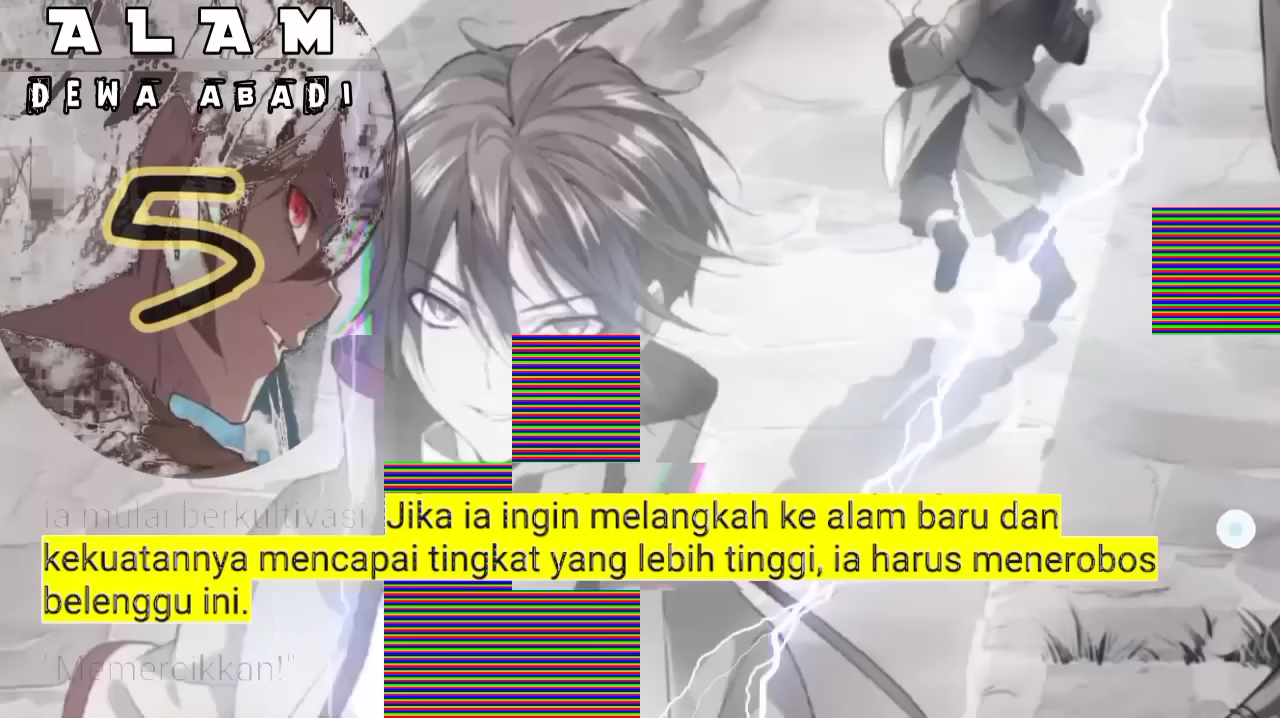 ALAM
DEWA ABADI
5
ia mulai berkultivasi. Jika ia ingin melangkah ke alam baru dan
kekuatannya mencapai tingkat yang lebih tinggi, ia harus menerobos
belenggu ini.
"Memercikkan!"